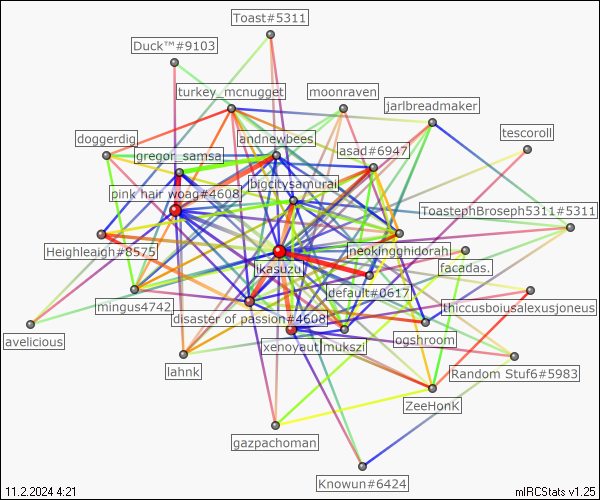 Toast#5311
Duck™#9103
turkey_mcnugget
moonraven
jarlbreadmaker
doggerdig
andnewbees
tescoroll
gregor_samsa
asad#6947
pink hair woag#4608
bigcitysamurai
ToastephBroseph5311#5311
Heighleaigh#8575
neokingghidorah
ikasuzu
facadas.
mingus4742
default#0617
thiccusboiusalexusjoneus
disaster of passion#4608
avelicious
xenoyaut
mukszi
ogshroom
lahnk
Random Stuf6#5983
ZeeHonK
gazpachoman
Knowun#6424
11.2.2024 4:21
mIRCStats v1.25